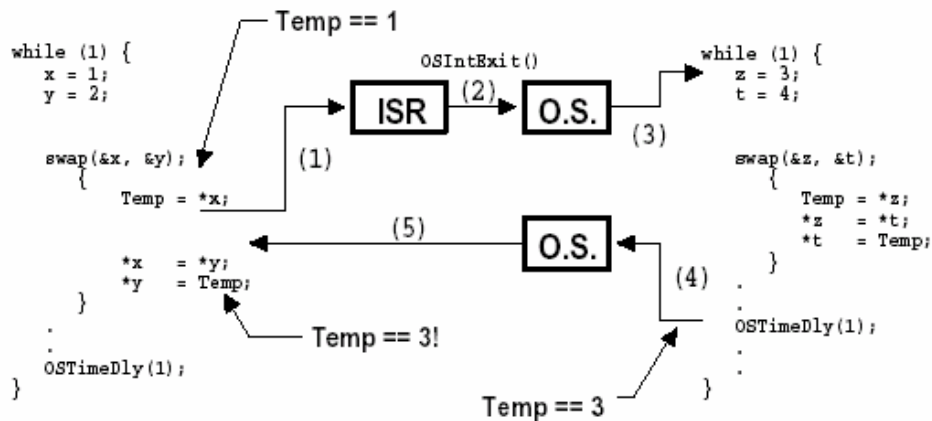 Temp == 1
while (1) {
x = 1;
y = 2;
swap(&x, &y);
{
Temp = *x;
*x = *y;
*y = Temp;
}
.
.
OSTimeDly(1);
}
(1)
ISR
OSIntExit()
(2)
O.S.
(3)
while (1) {
z = 3;
t = 4;
swap(&z, &t);
{
Temp = *z;
*z = *t;
*t = Temp;
}
.
.
OSTimeDly(1);
.
.
}
(4)
O.S.
(5)
Temp == 3!
Temp == 3